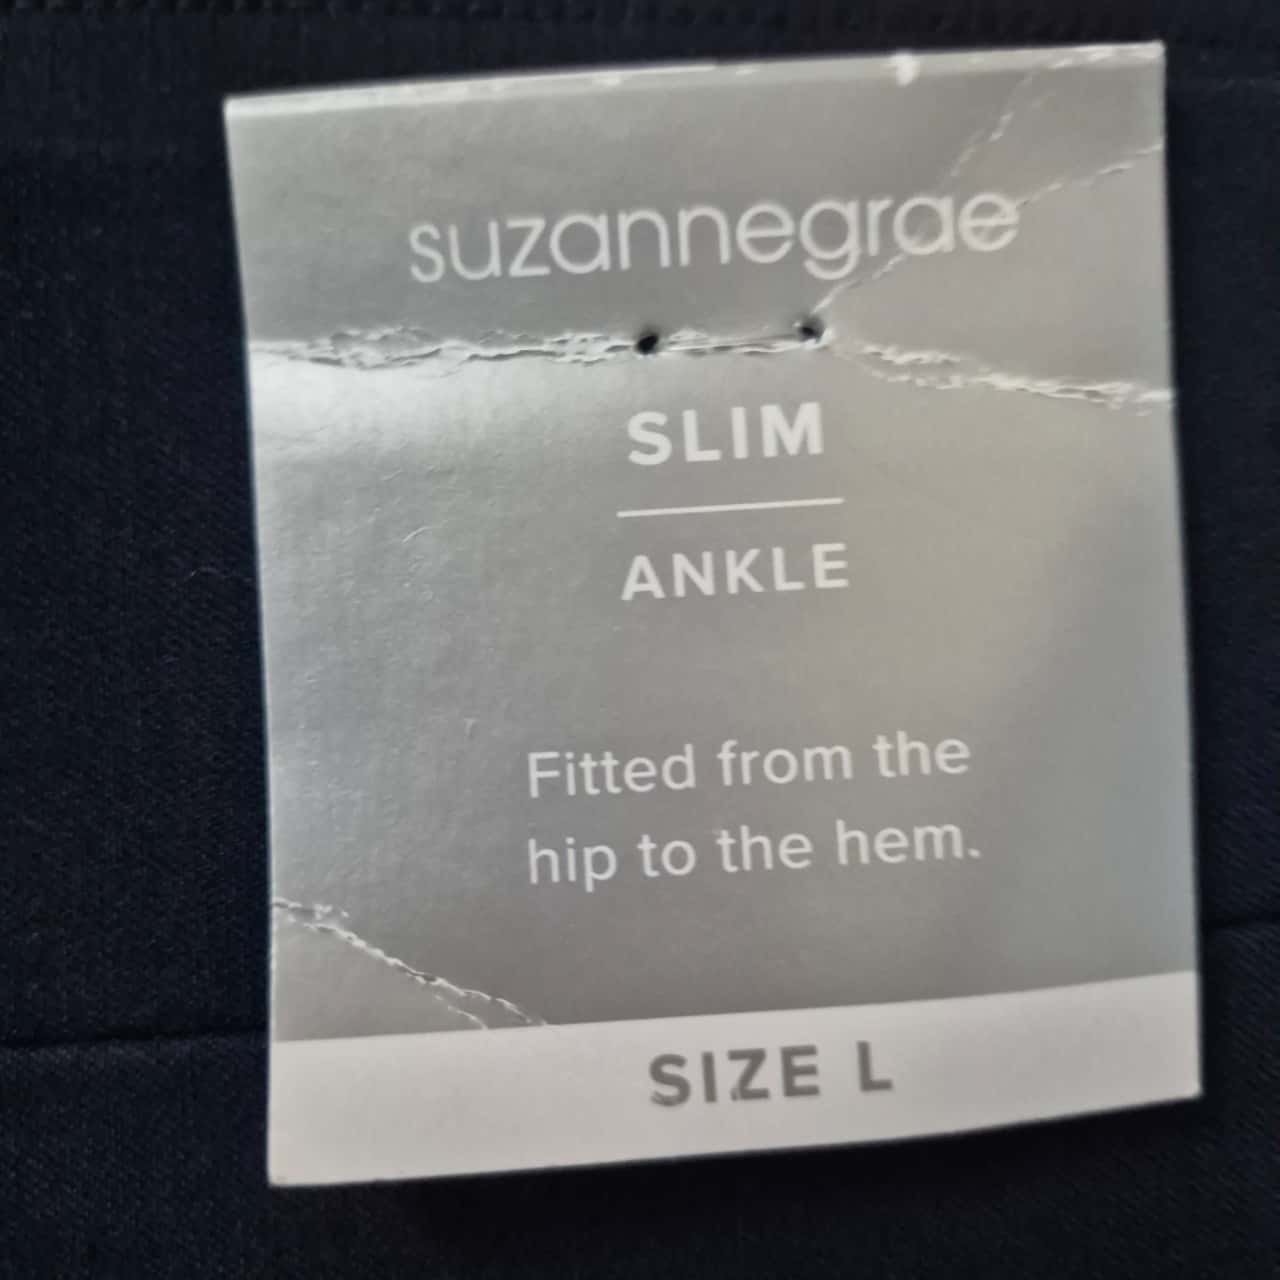 suzannegrae
SLIM
ANKLE
Fitted from the
hip to the hem.
SIZE L